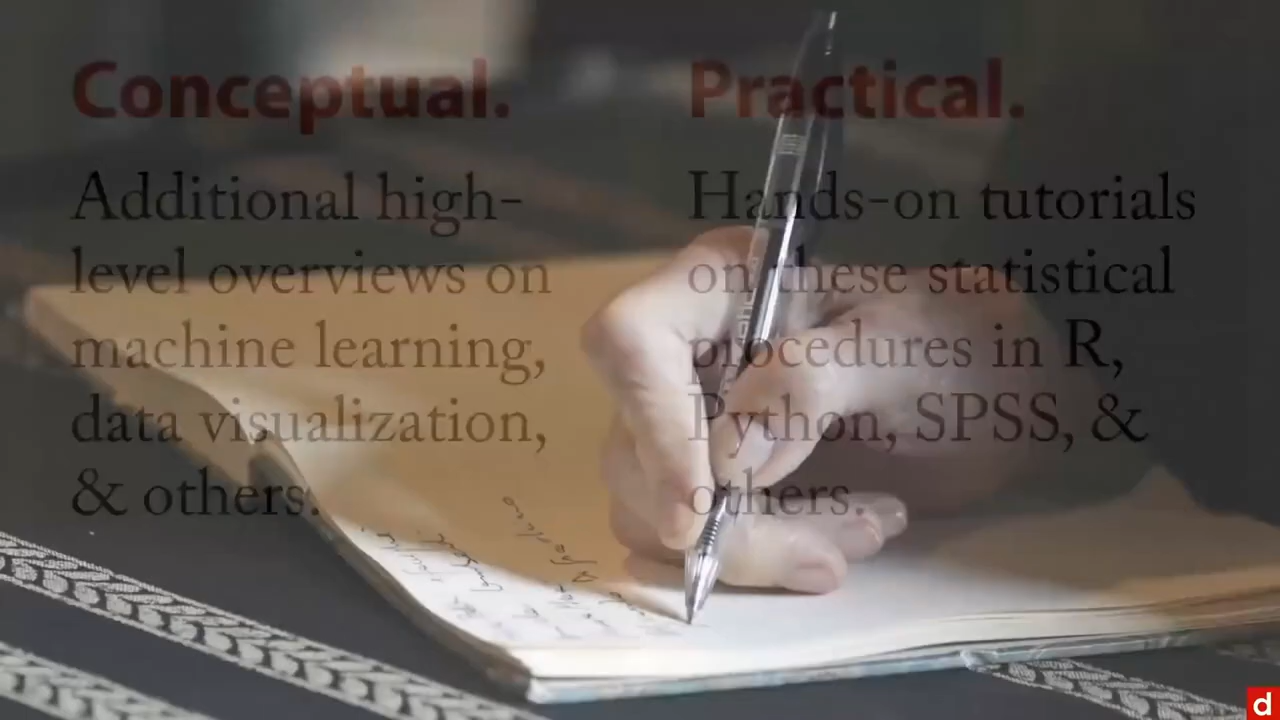 Conceptual.
Additional high-
level overviews on
machine learning,
data visualization,
& others.
Practical.
Hands-on tutorials
on these statistical
procedures in R,
Python, SPSS, &
others.
d